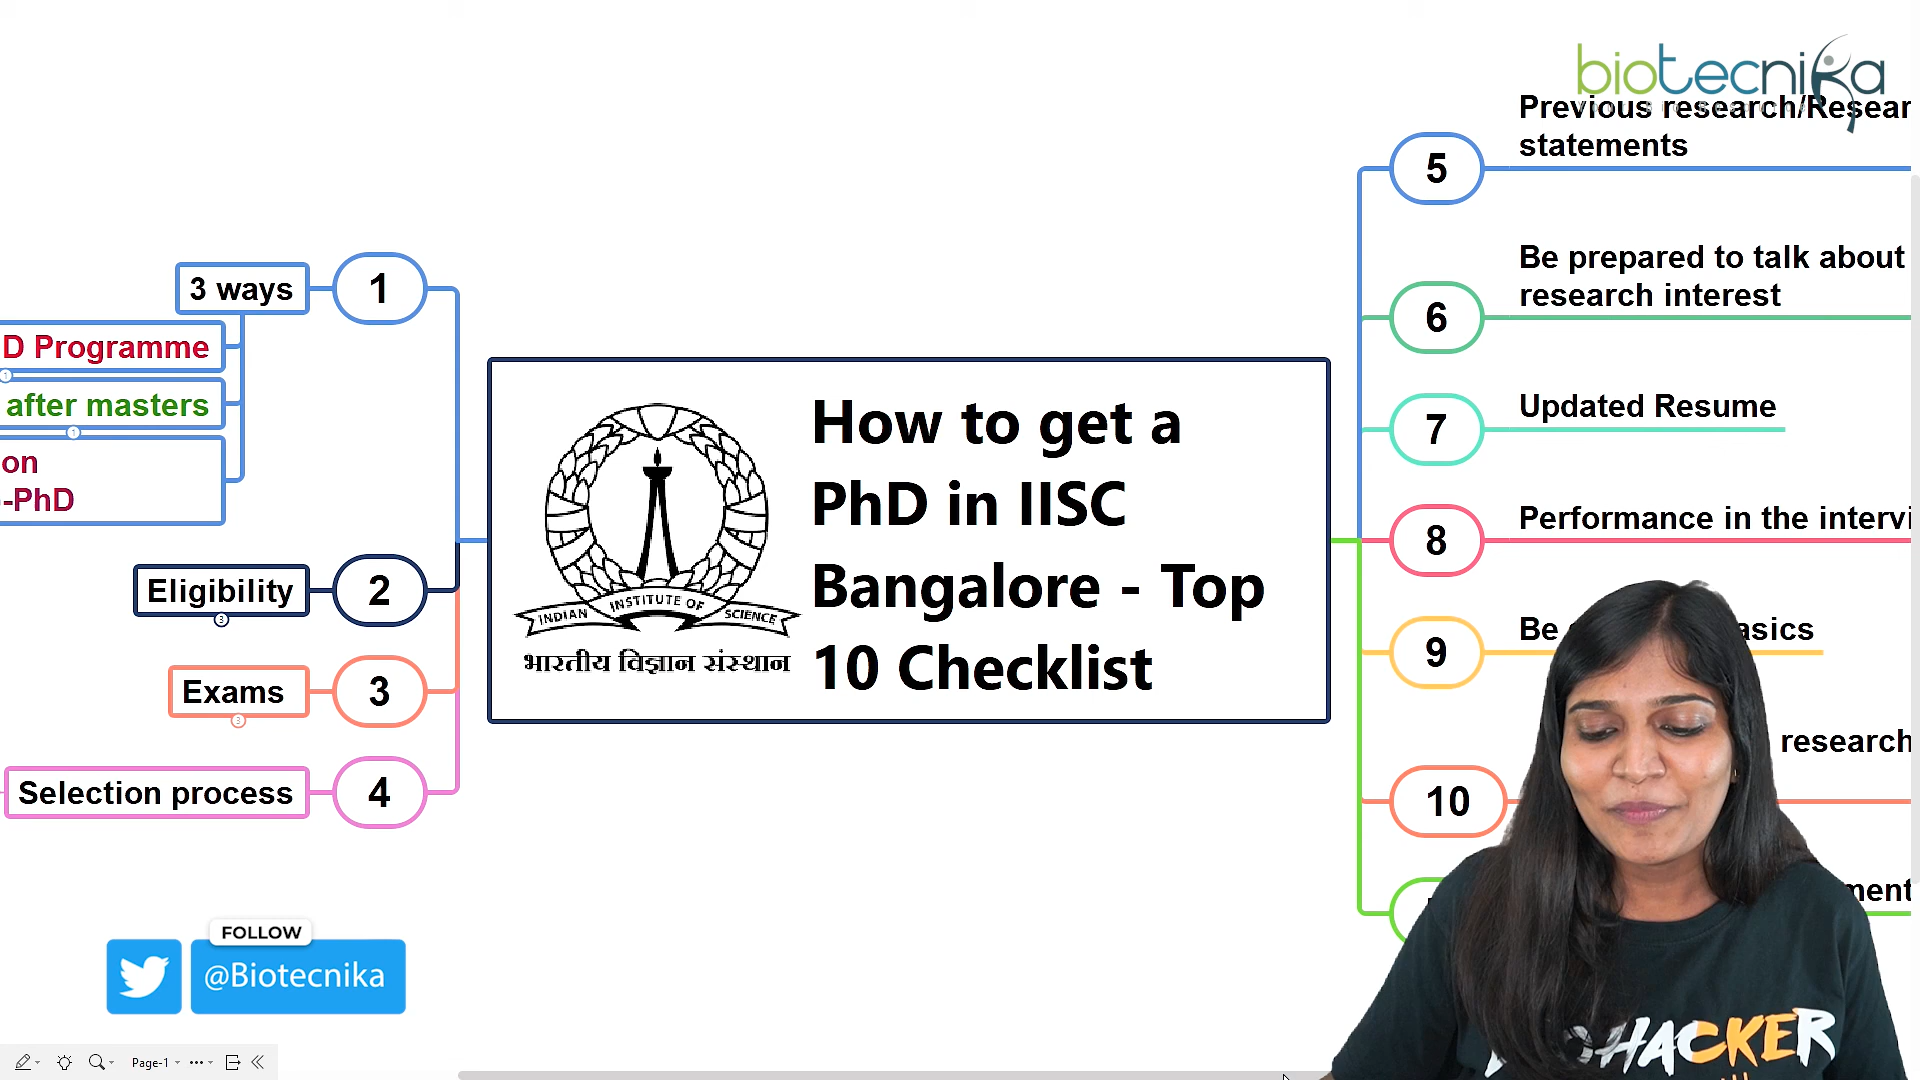 biotecnika
Previous research/Resear
statements
5
3 ways
1
Be prepared to talk about
research interest
6
D Programme
after masters
on
-PhD
How to get a
PhD in IISC
Bangalore - Top
10 Checklist
INDIAN INSTITUTE OF SCIENCE
भारतीय विज्ञान संस्थान
Updated Resume
7
Performance in the intervi
8
Eligibility
2
3
Be
asics
9
Exams
3
3
research
10
Selection process
4
ment
FOLLOW
@Biotecnika
HACKER
Page-1